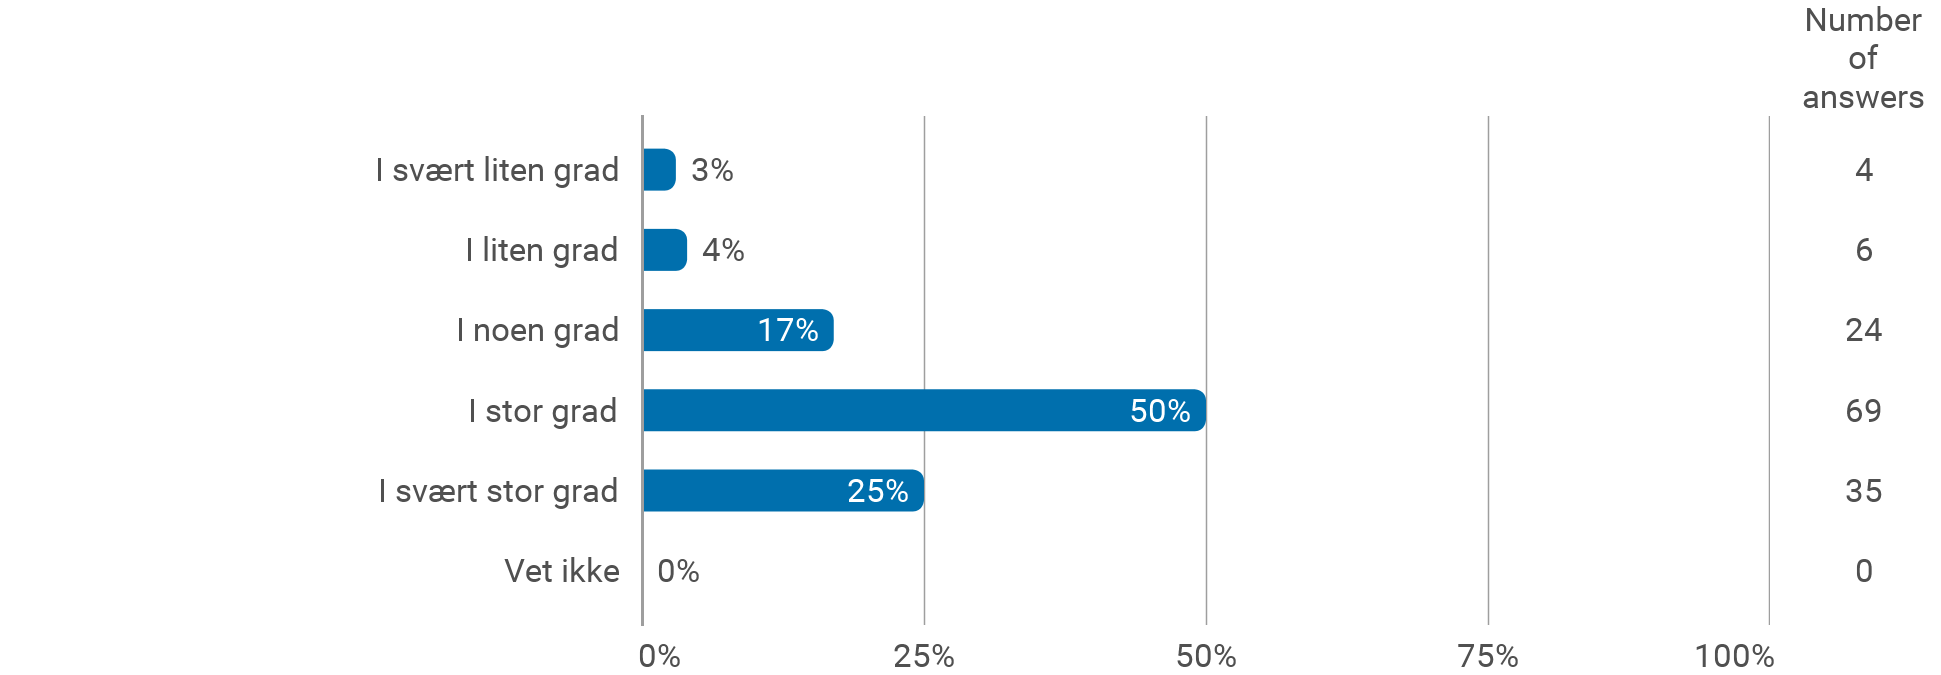 Number
of
answers
I svært liten grad 3% 4
I liten grad 4% 6
I noen grad 17% 24
I stor grad 50% 69
I svært stor grad 25% 35
Vet ikke 0% 0
0% 25% 50% 75% 100%